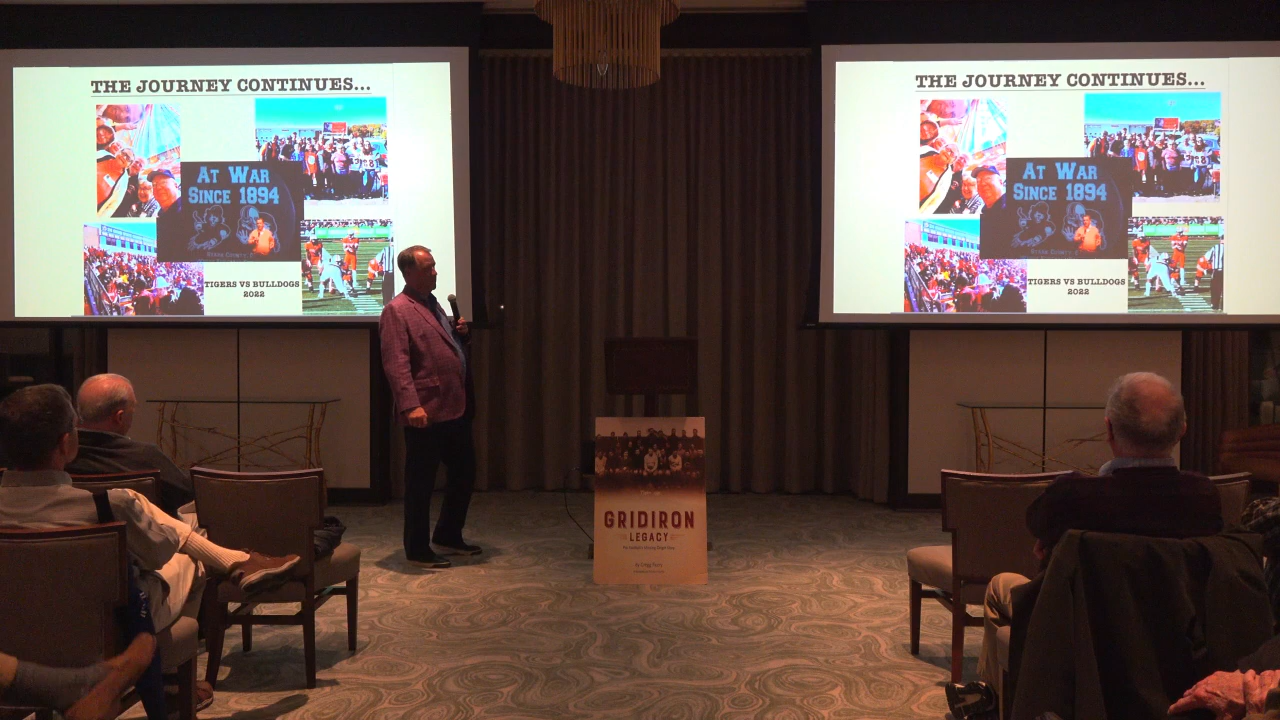 THE JOURNEY CONTINUES...
AT WAR
SINCE 1894
TIGERS VS BULLDOGS
2022
THE JOURNEY CONTINUES...
AT WAR
SINCE 1894
TIGERS VS BULLDOGS
2022
GRIDIRON
LEGACY